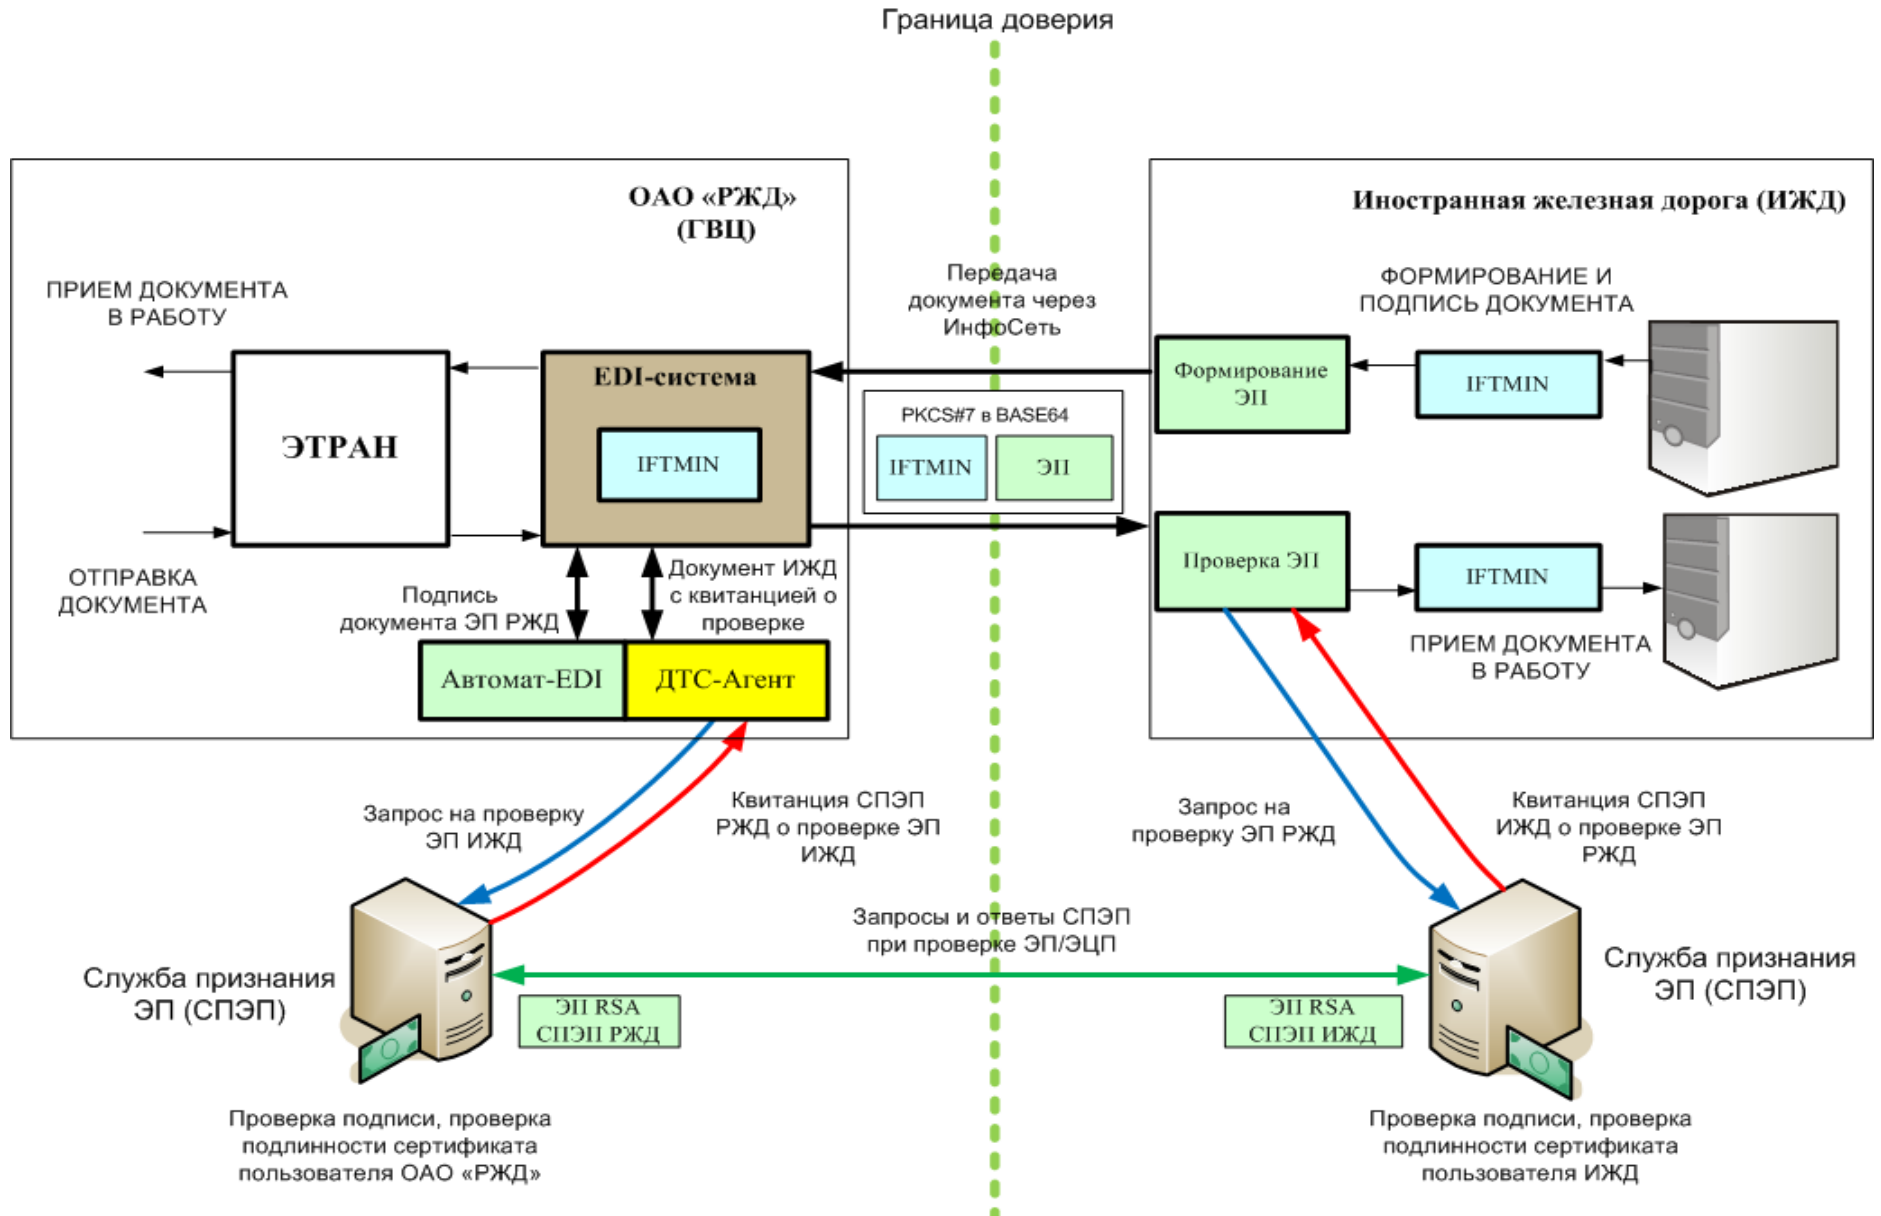 Граница доверия
ОАО «РЖД»
(ГВЦ)
Иностранная железная дорога (ИЖД)
ПРИЕМ ДОКУМЕНТА
В РАБОТУ
Передача
документа через
ИнфоСеть
ФОРМИРОВАНИЕ И
ПОДПИСЬ ДОКУМЕНТА
ЭТРАН
EDI-система
IFTMIN
PKCS#7 в BASE64
IFTMIN
ЭП
Формирование
ЭП
IFTMIN
Проверка ЭП
IFTMIN
ОТПРАВКА
ДОКУМЕНТА
Подпись
документа ЭП РЖД
Документ ИЖД
с квитанцией о
проверке
ПРИЕМ ДОКУМЕНТА
В РАБОТУ
Автомат-EDI
ДТС-Агент
Запрос на проверку
ЭП ИЖД
Квитанция СПЭП
РЖД о проверке ЭП
ИЖД
Запрос на
проверку ЭП РЖД
Квитанция СПЭП
ИЖД о проверке ЭП
РЖД
Запросы и ответы СПЭП
при проверке ЭП/ЭЦП
Служба признания
ЭП (СПЭП)
ЭП RSA
СПЭП РЖД
ЭП RSA
СПЭП ИЖД
Служба признания
ЭП (СПЭП)
Проверка подписи, проверка
подлинности сертификата
пользователя ОАО «РЖД»
Проверка подписи, проверка
подлинности сертификата
пользователя ИЖД